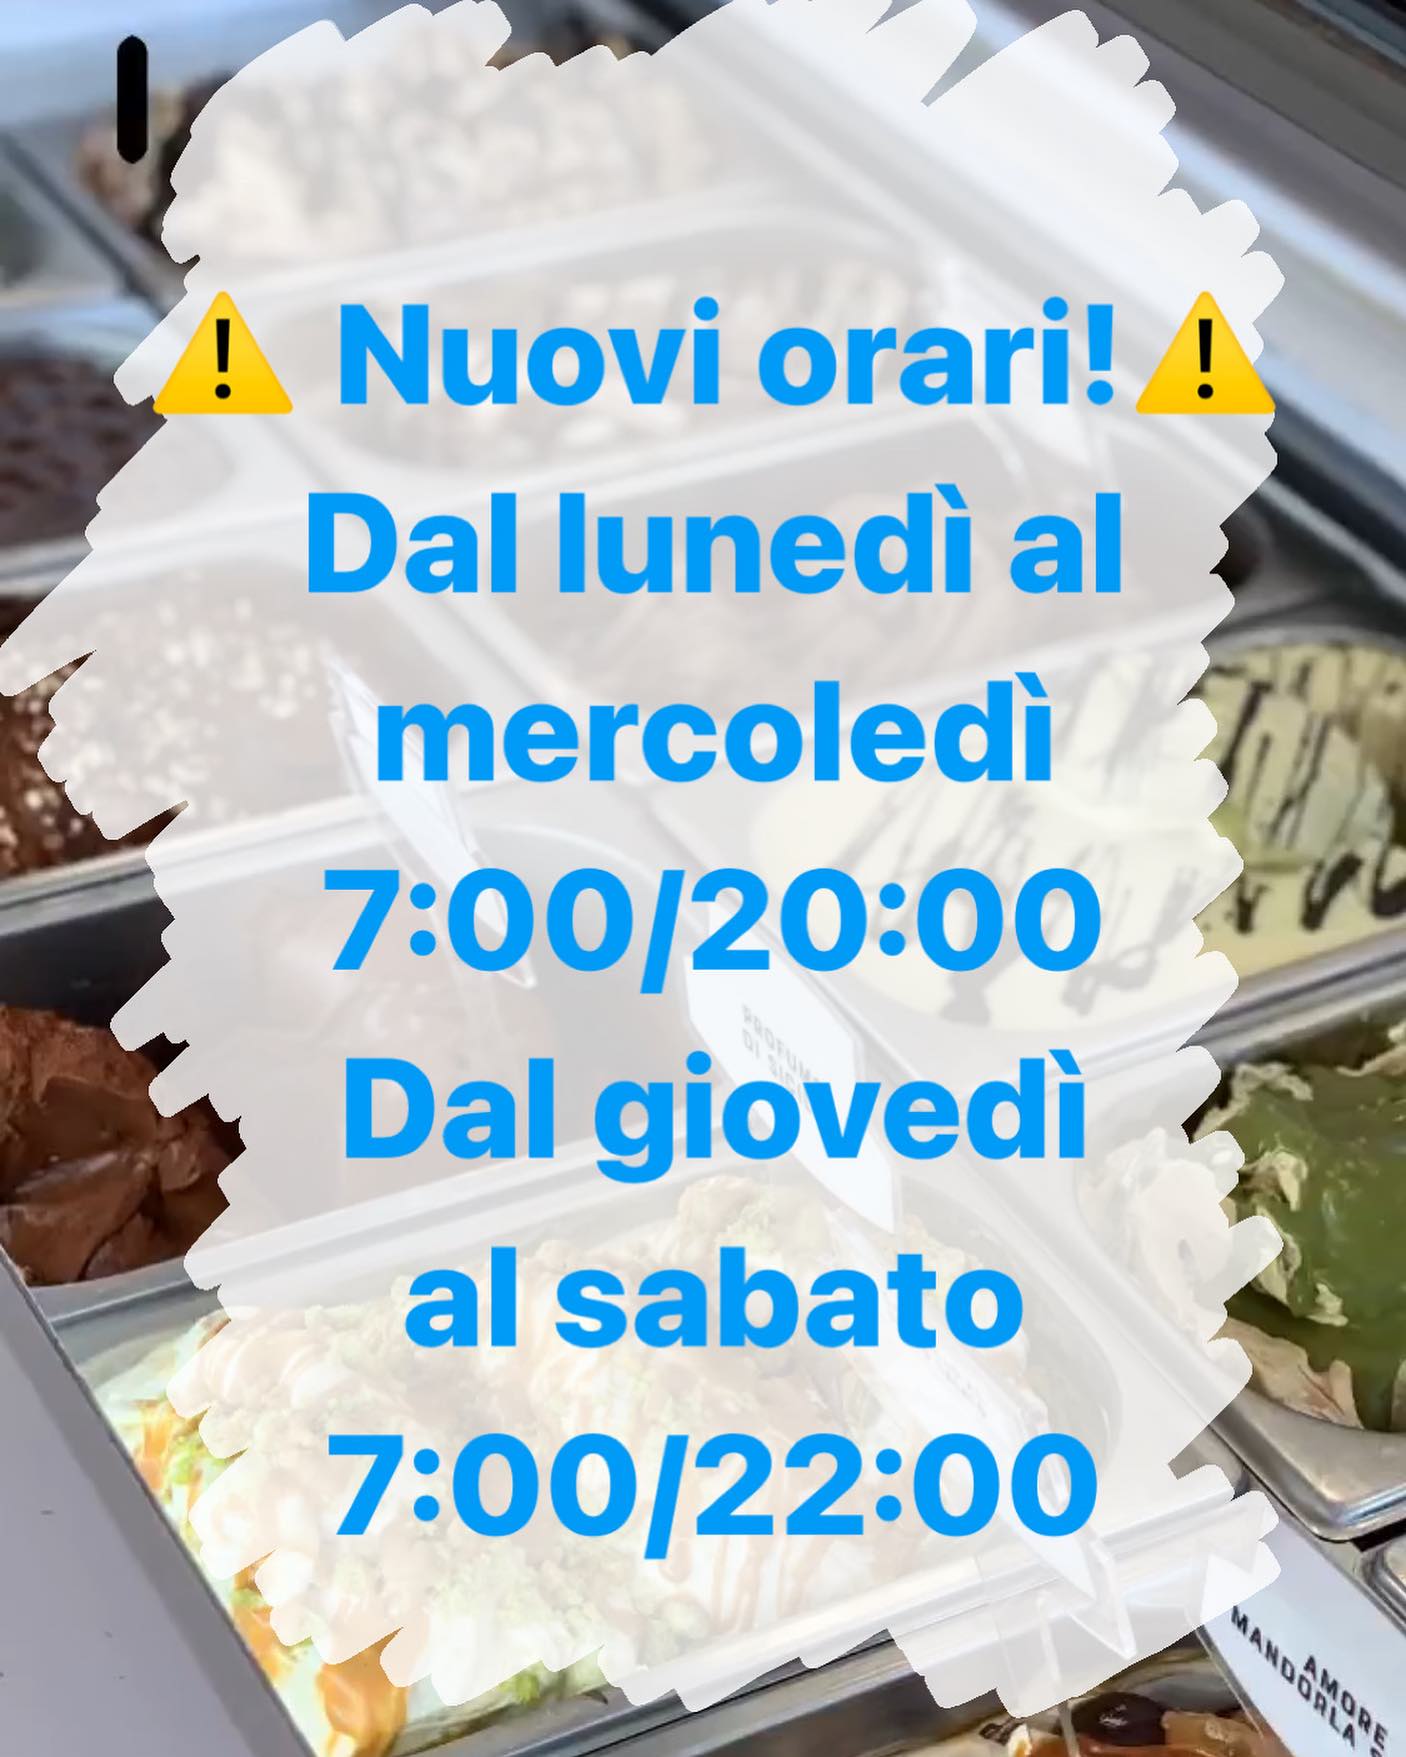 ⚠️ Nuovi orari!⚠️
Dal lunedì al
mercoledì
7:00/20:00
Dal giovedì
al sabato
7:00/22:00
AMORE
MANDORLA